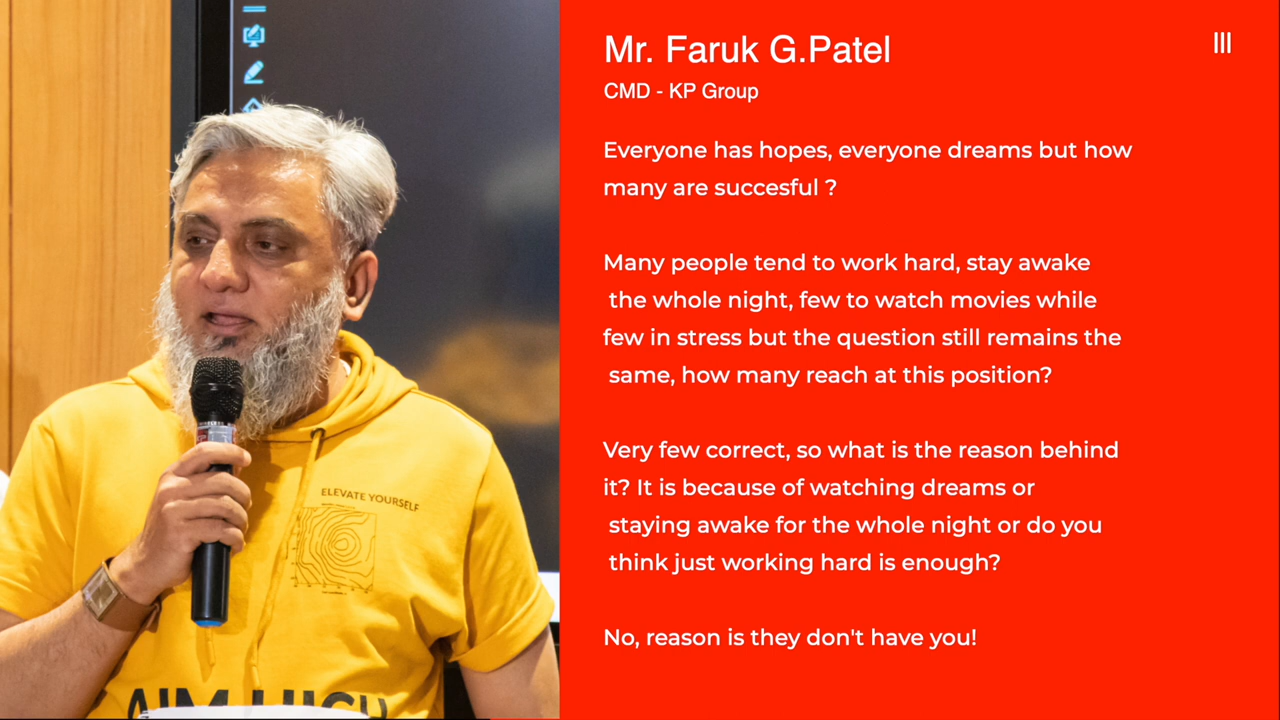 Mr. Faruk G.Patel
CMD - KP Group
Everyone has hopes, everyone dreams but how
many are succesful ?
Many people tend to work hard, stay awake
the whole night, few to watch movies while
few in stress but the question still remains the
same, how many reach at this position?
Very few correct, so what is the reason behind
it? It is because of watching dreams or
staying awake for the whole night or do you
think just working hard is enough?
No, reason is they don't have you!
ELEVATE YOURSELF
AIM HIGH